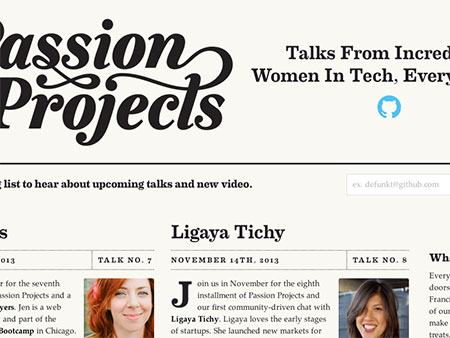 Passion
Projects
Talks From Incred
Women In Tech, Every
list to hear about upcoming talks and new video.
ex. defunkt@github.com
s
013
TALK NO. 7
r for the seventh
assion Projects and a
yers. Jen is a web
and part of the
Bootcamp in Chicago.
Ligaya Tichy
NOVEMBER 14TH, 2013
TALK NO. 8
Join us in November for the eighth
installment of Passion Projects and
our first community-driven chat with
Ligaya Tichy. Ligaya loves the early stages
of startups. She launched new markets for
Wha
Every
doors
Franci
of our
make
treats.